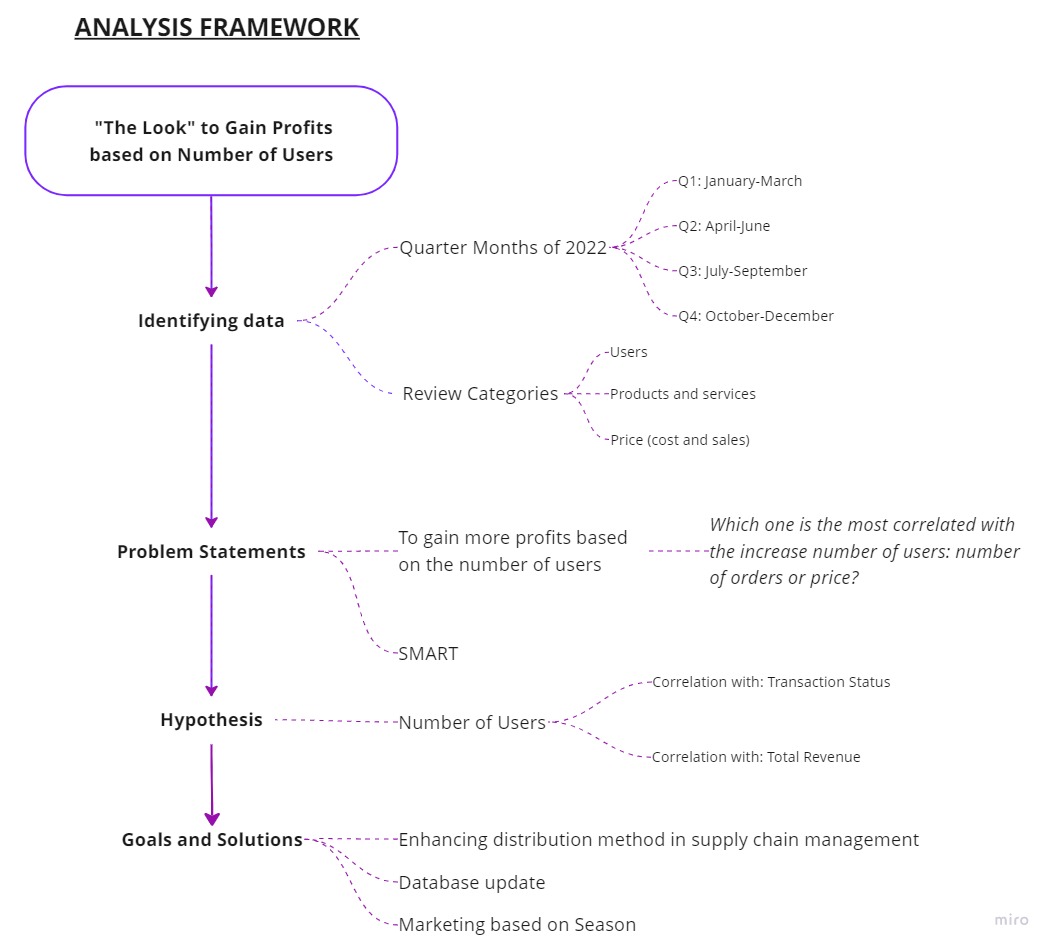 ANALYSIS FRAMEWORK
"The Look" to Gain Profits
based on Number of Users
Identifying data
Quarter Months of 2022
Q1: January-March
Q2: April-June
Q3: July-September
Q4: October-December
Review Categories
Users
Products and services
Price (cost and sales)
Problem Statements
To gain more profits based
on the number of users
Which one is the most correlated with
the increase number of users: number
of orders or price?
SMART
Hypothesis
Number of Users
Correlation with: Transaction Status
Correlation with: Total Revenue
Goals and Solutions
Enhancing distribution method in supply chain management
Database update
Marketing based on Season
miro